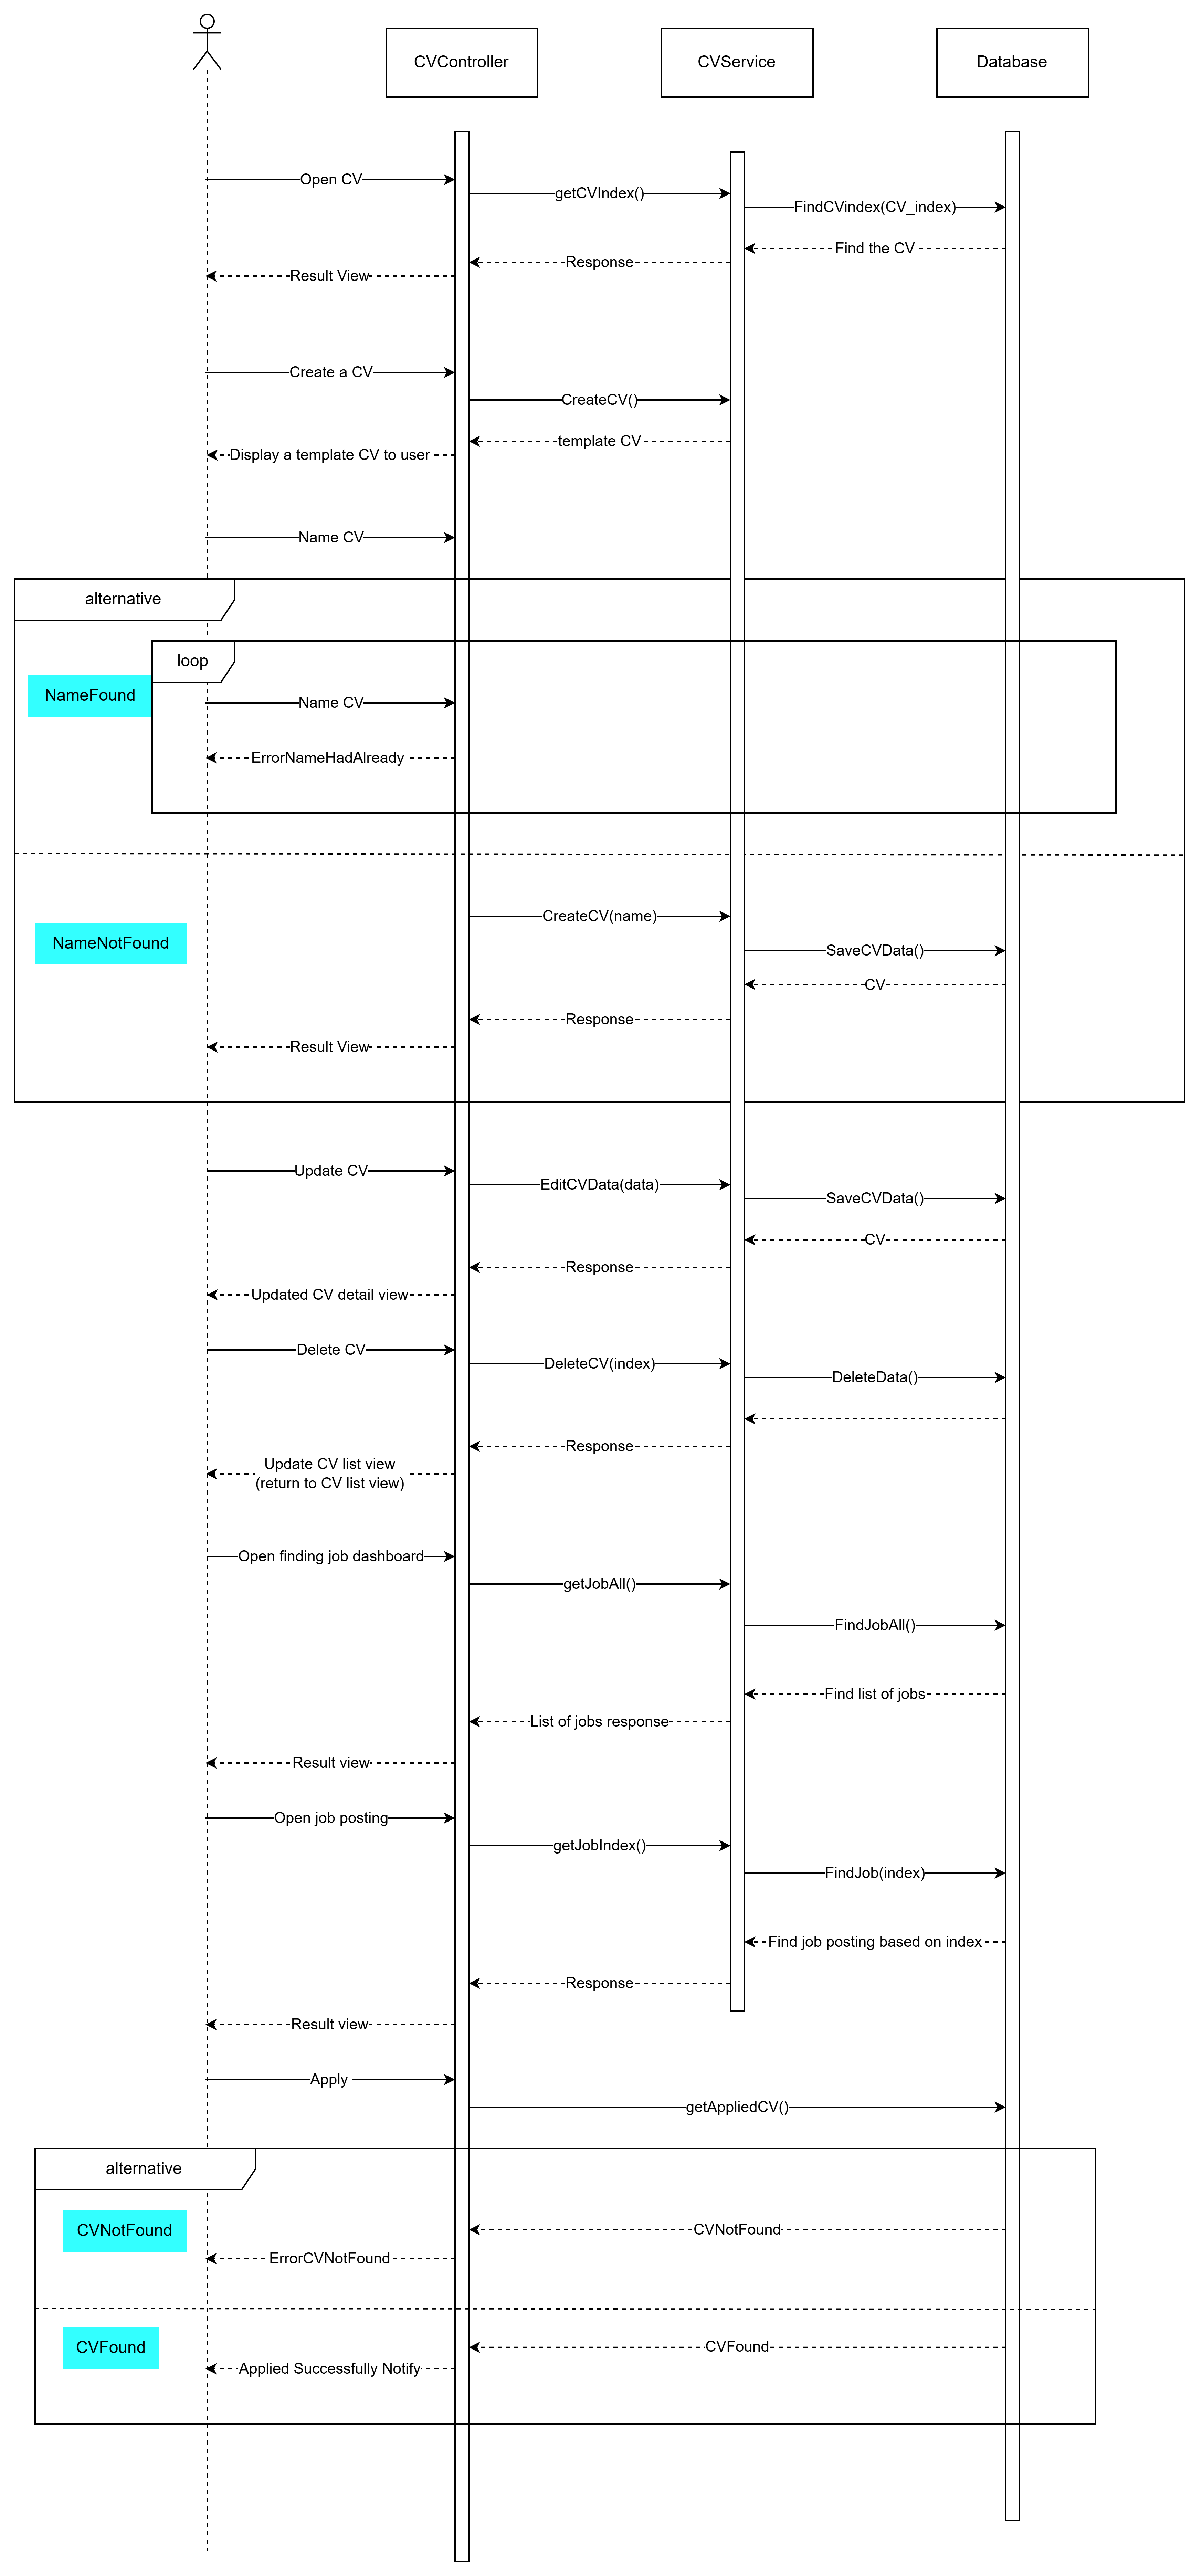 CVController
CVService
Database
Open CV
getCVIndex()
FindCVindex(CV_index)
Find the CV
Response
Result View
Create a CV
CreateCV()
template CV
Display a template CV to user
Name CV
alternative
loop
NameFound
Name CV
ErrorNameHadAlready
CreateCV(name)
NameNotFound
SaveCVData()
CV
Response
Result View
Update CV
EditCVData(data)
SaveCVData()
CV
Response
Updated CV detail view
Delete CV
DeleteCV(index)
DeleteData()
Response
Update CV list view
(return to CV list view)
Open finding job dashboard
getJobAll()
FindJobAll()
Find list of jobs
List of jobs response
Result view
Open job posting
getJobIndex()
FindJob(index)
Find job posting based on index
Response
Result view
Apply
getAppliedCV()
alternative
CVNotFound
CVNotFound
ErrorCVNotFound
CVFound
CVFound
Applied Successfully Notify